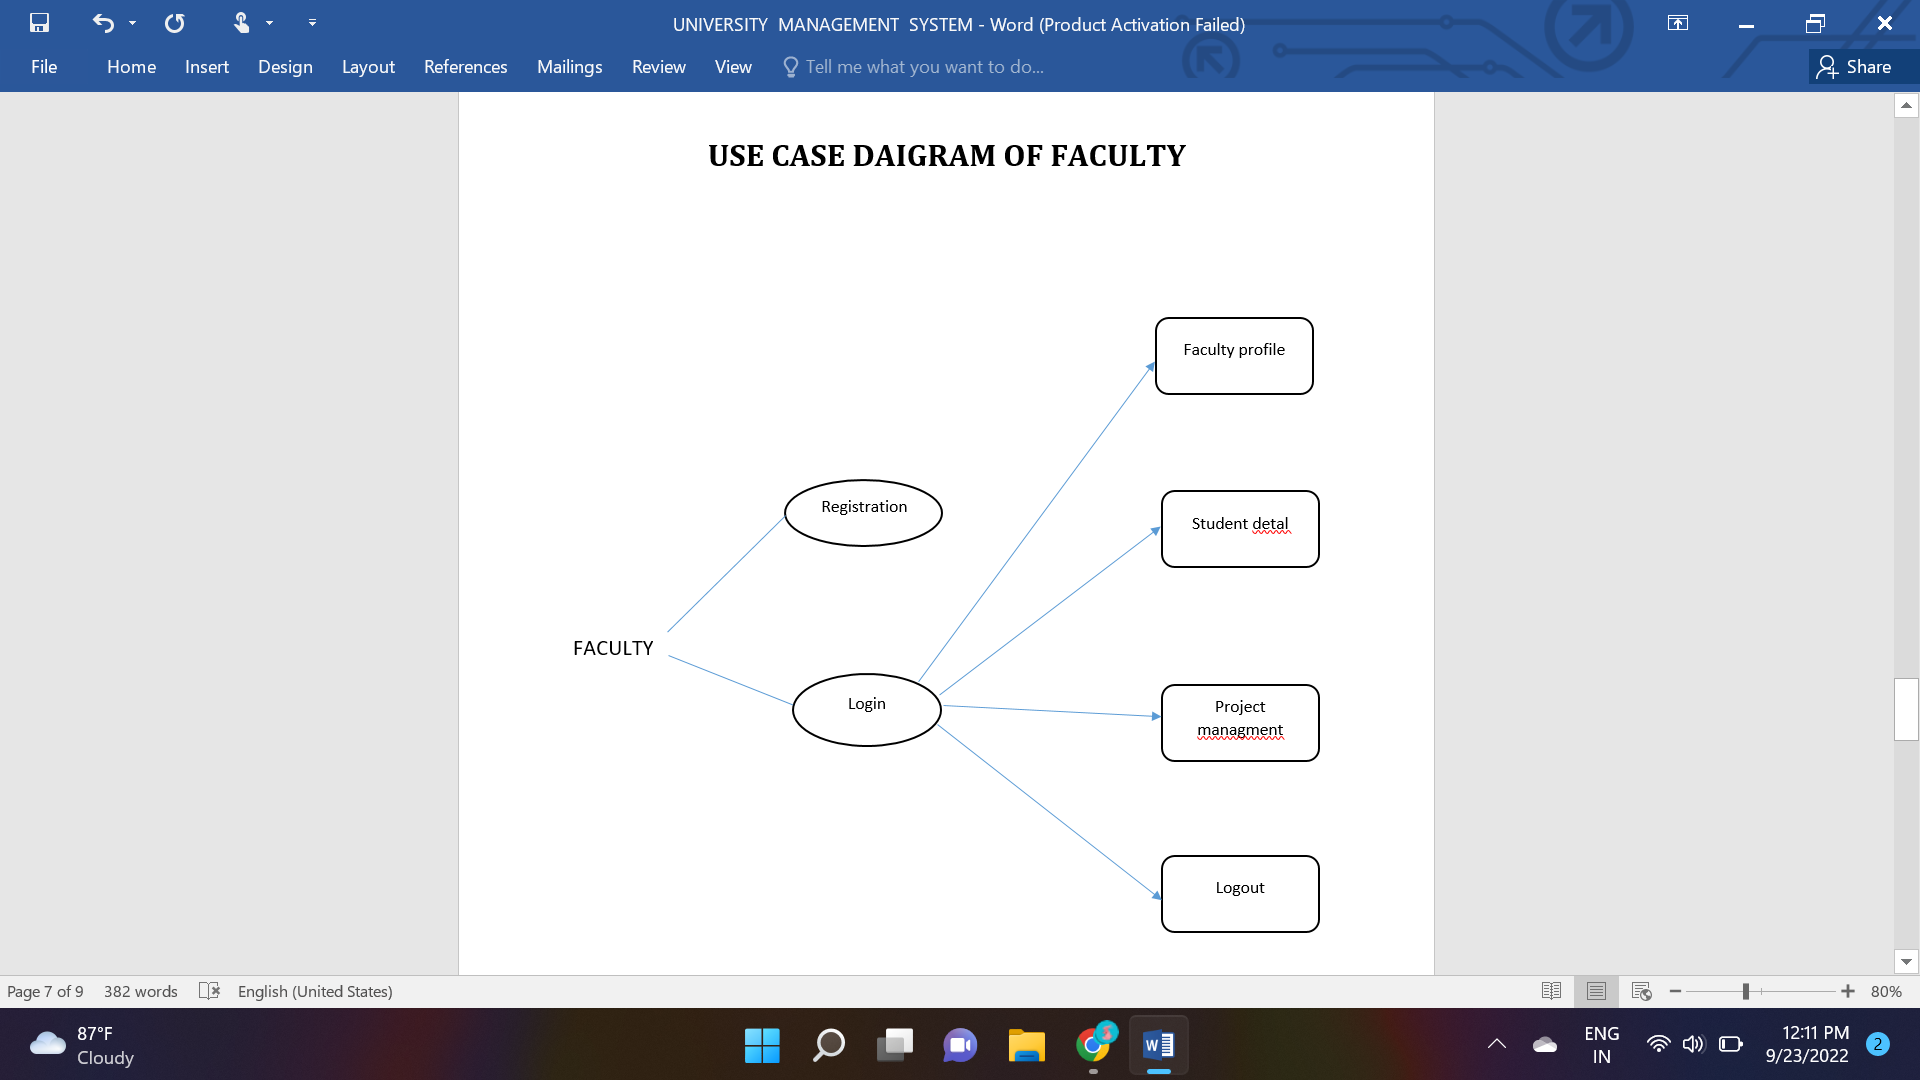 UNIVERSITY  MANAGEMENT  SYSTEM - Word (Product Activation Failed)
File Home Insert Design Layout References Mailings Review View Tell me what you want to do... Share
USE CASE DAIGRAM OF FACULTY
Faculty profile
Registration
Student detal
FACULTY
Login
Project
managment
Logout
Page 7 of 9 382 words English (United States) 80%
87°F
Cloudy
W
ENG
IN
12:11 PM
9/23/2022
2